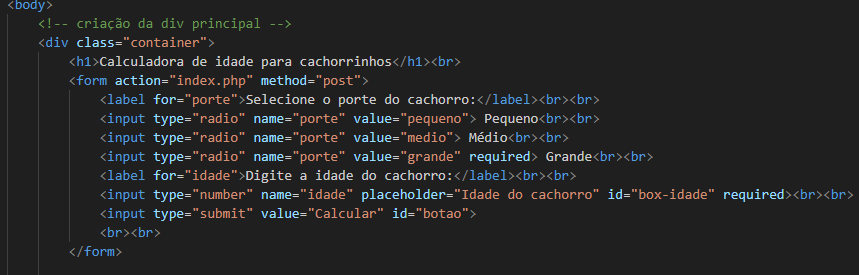 <body>
<!-- criação da div principal -->
<div class="container">
<h1>Calculadora de idade para cachorrinhos</h1><br>
<form action="index.php" method="post">
<label for="porte">Selecione o porte do cachorro:</label><br><br>
<input type="radio" name="porte" value="pequeno"> Pequeno<br><br>
<input type="radio" name="porte" value="medio"> Médio<br><br>
<input type="radio" name="porte" value="grande" required> Grande<br><br>
<label for="idade">Digite a idade do cachorro:</label><br><br>
<input type="number" name="idade" placeholder="Idade do cachorro" id="box-idade" required><br><br>
<input type="submit" value="Calcular" id="botao">
<br><br>
</form>